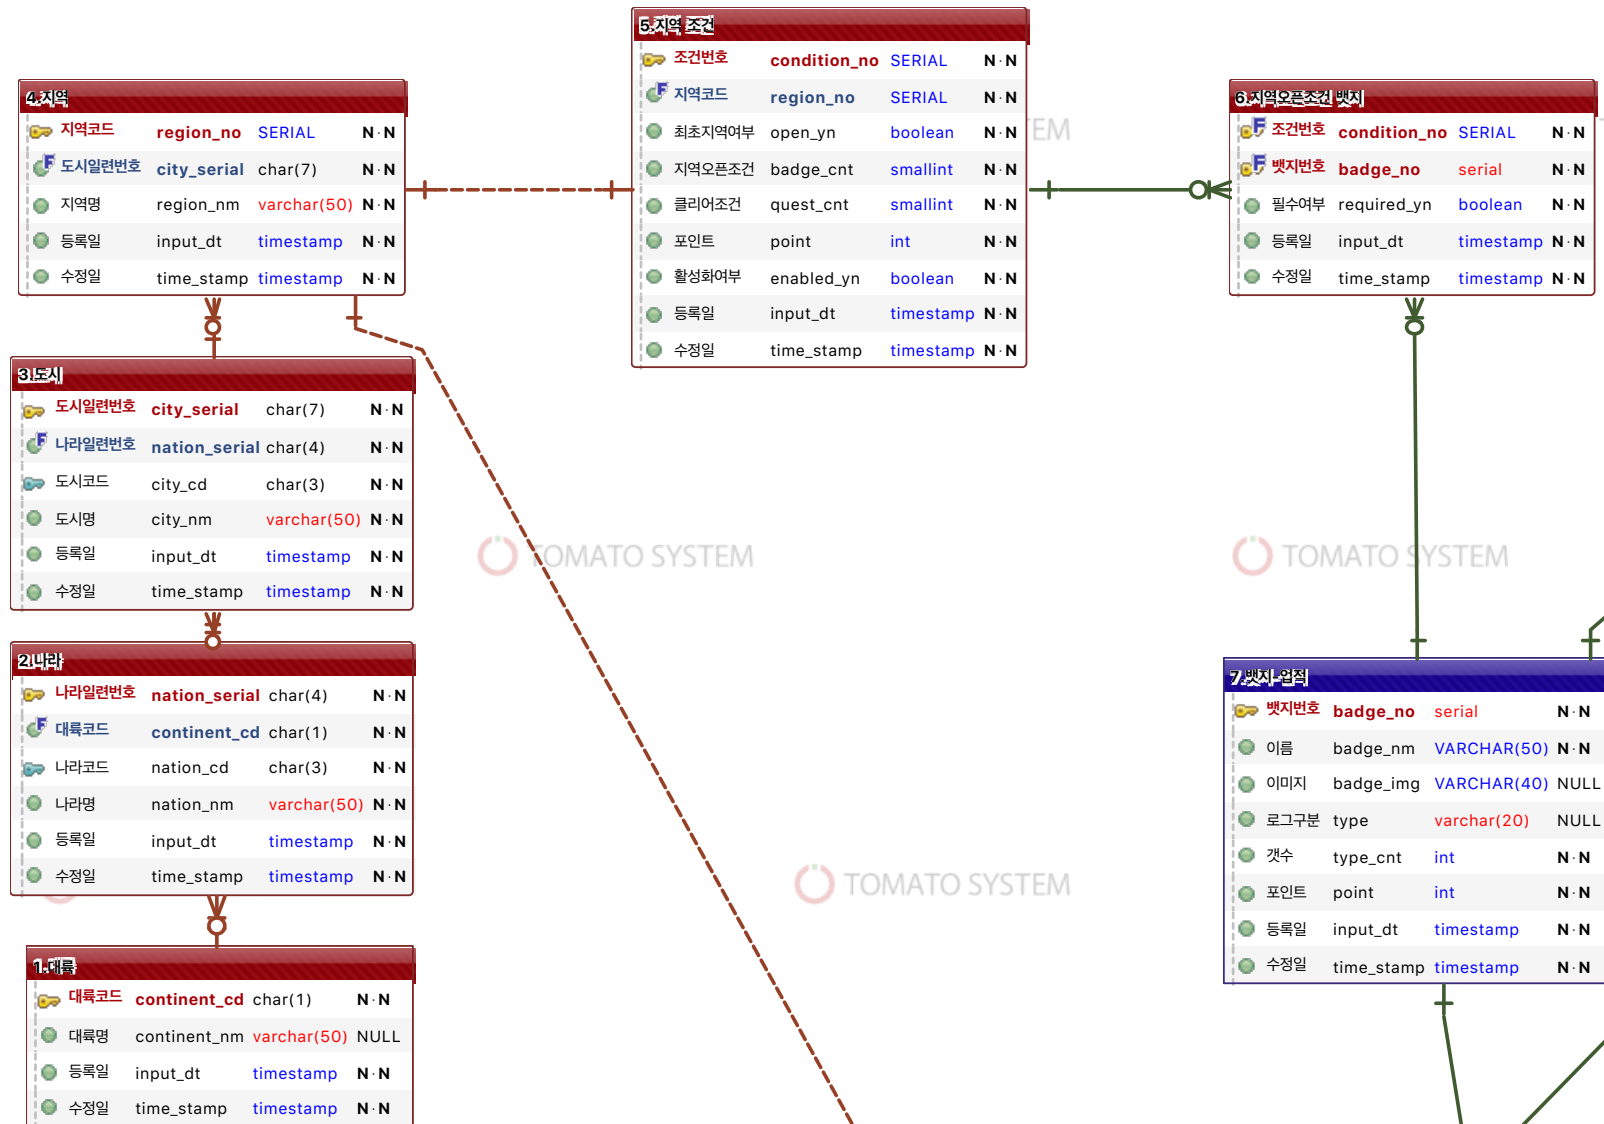 5.지역 조건
조건번호 condition_no SERIAL N·N
지역코드 region_no SERIAL N·N
최초지역여부 open_yn boolean N·N
지역오픈조건 badge_cnt smallint N·N
클리어조건 quest_cnt smallint N·N
포인트 point int N·N
활성화여부 enabled_yn boolean N·N
등록일 input_dt timestamp N·N
수정일 time_stamp timestamp N·N
4.지역
지역코드 region_no SERIAL N·N
도시일련번호 city_serial char(7) N·N
지역명 region_nm varchar(50) N·N
등록일 input_dt timestamp N·N
수정일 time_stamp timestamp N·N
6.지역오픈조건 뱃지
조건번호 condition_no SERIAL N·N
뱃지번호 badge_no serial N·N
필수여부 required_yn boolean N·N
등록일 input_dt timestamp N·N
수정일 time_stamp timestamp N·N
EM
3.도시
도시일련번호 city_serial char(7) N·N
나라일련번호 nation_serial char(4) N·N
도시코드 city_cd char(3) N·N
도시명 city_nm varchar(50) N·N
등록일 input_dt timestamp N·N
수정일 time_stamp timestamp N·N
TOMATO SYSTEM
TOMATO SYSTEM
2.나라
나라일련번호 nation_serial char(4) N·N
대륙코드 continent_cd char(1) N·N
나라코드 nation_cd char(3) N·N
나라명 nation_nm varchar(50) N·N
등록일 input_dt timestamp N·N
수정일 time_stamp timestamp N·N
7.뱃지-업적
뱃지번호 badge_no serial N·N
이름 badge_nm VARCHAR(50) N·N
이미지 badge_img VARCHAR(40) NULL
로그구분 type varchar(20) NULL
갯수 type_cnt int N·N
포인트 point int N·N
등록일 input_dt timestamp N·N
수정일 time_stamp timestamp N·N
TOMATO SYSTEM
1.대륙
대륙코드 continent_cd char(1) N·N
대륙명 continent_nm varchar(50) NULL
등록일 input_dt timestamp N·N
수정일 time_stamp timestamp N·N